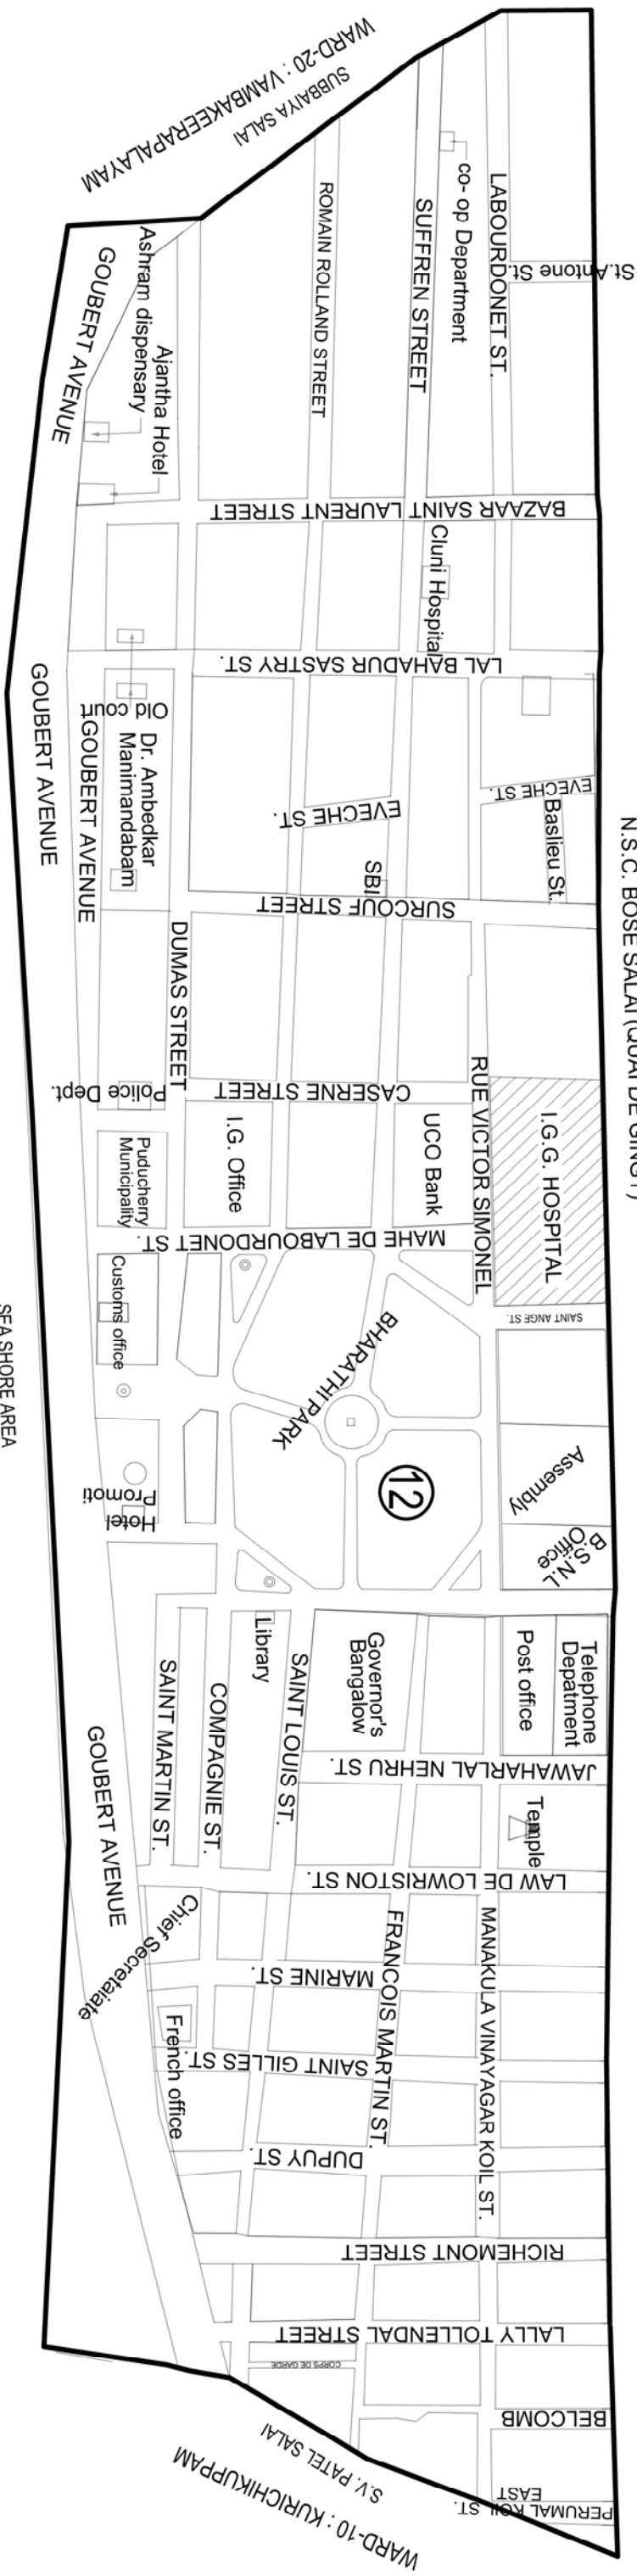 WARD-20 : VAMBAKEERAPALAYAM
SUBBAIYA SALAI
St.Antone St.
LABOURDONET ST.
co- op Department
SUFFREN STREET
ROMAIN ROLLAND STREET
GOUBERT AVENUE
Ashram dispensary
Ajantha Hotel
BAZAAR SAINT LAURENT STREET
Cluni Hospital
LAL BAHADUR SASTRY ST.
Old court
GOUBERT AVENUE
GOUBERT AVENUE
Dr. Ambedkar
Manimandabam
EVECHE ST.
EVECHE ST.
Baslieu St.
SBI
SURCOUF STREET
N.S.C. BOSE SALAI (QUAI DE GINGY)
DUMAS STREET
Police Dept.
CASERNE STREET
RUE VICTOR SIMONEL
I.G.G. HOSPITAL
UCO Bank
I.G. Office
Puducherry
Municipality
MAHE DE LABOURDONET ST.
Customs office
SAINT ANGE ST.
BHARATHI PARK
12
SEA SHORE AREA
Assembly
B.S.N.L
Office
Hotel
Promoti
Library
Governor's
Bangalow
Post office
Telephone
Depatment
SAINT LOUIS ST.
COMPAGNIE ST.
SAINT MARTIN ST.
JAWAHARLAL NEHRU ST.
Temple
GOUBERT AVENUE
LAW DE LOWRISTON ST.
Chief Secretaiate
MANAKULA VINAYAGAR KOIL ST.
FRANCOIS MARTIN ST.
MARINE ST.
French office
SAINT GILLES ST.
DUPUY ST.
RICHEMONT STREET
LALLY TOLLENDAL STREET
CORPS DE GARDE
BELCOMB
EAST
PERUMAL KOIL ST.
S.V. PATEL SALAI
WARD-10 : KURICHIKUPPAM